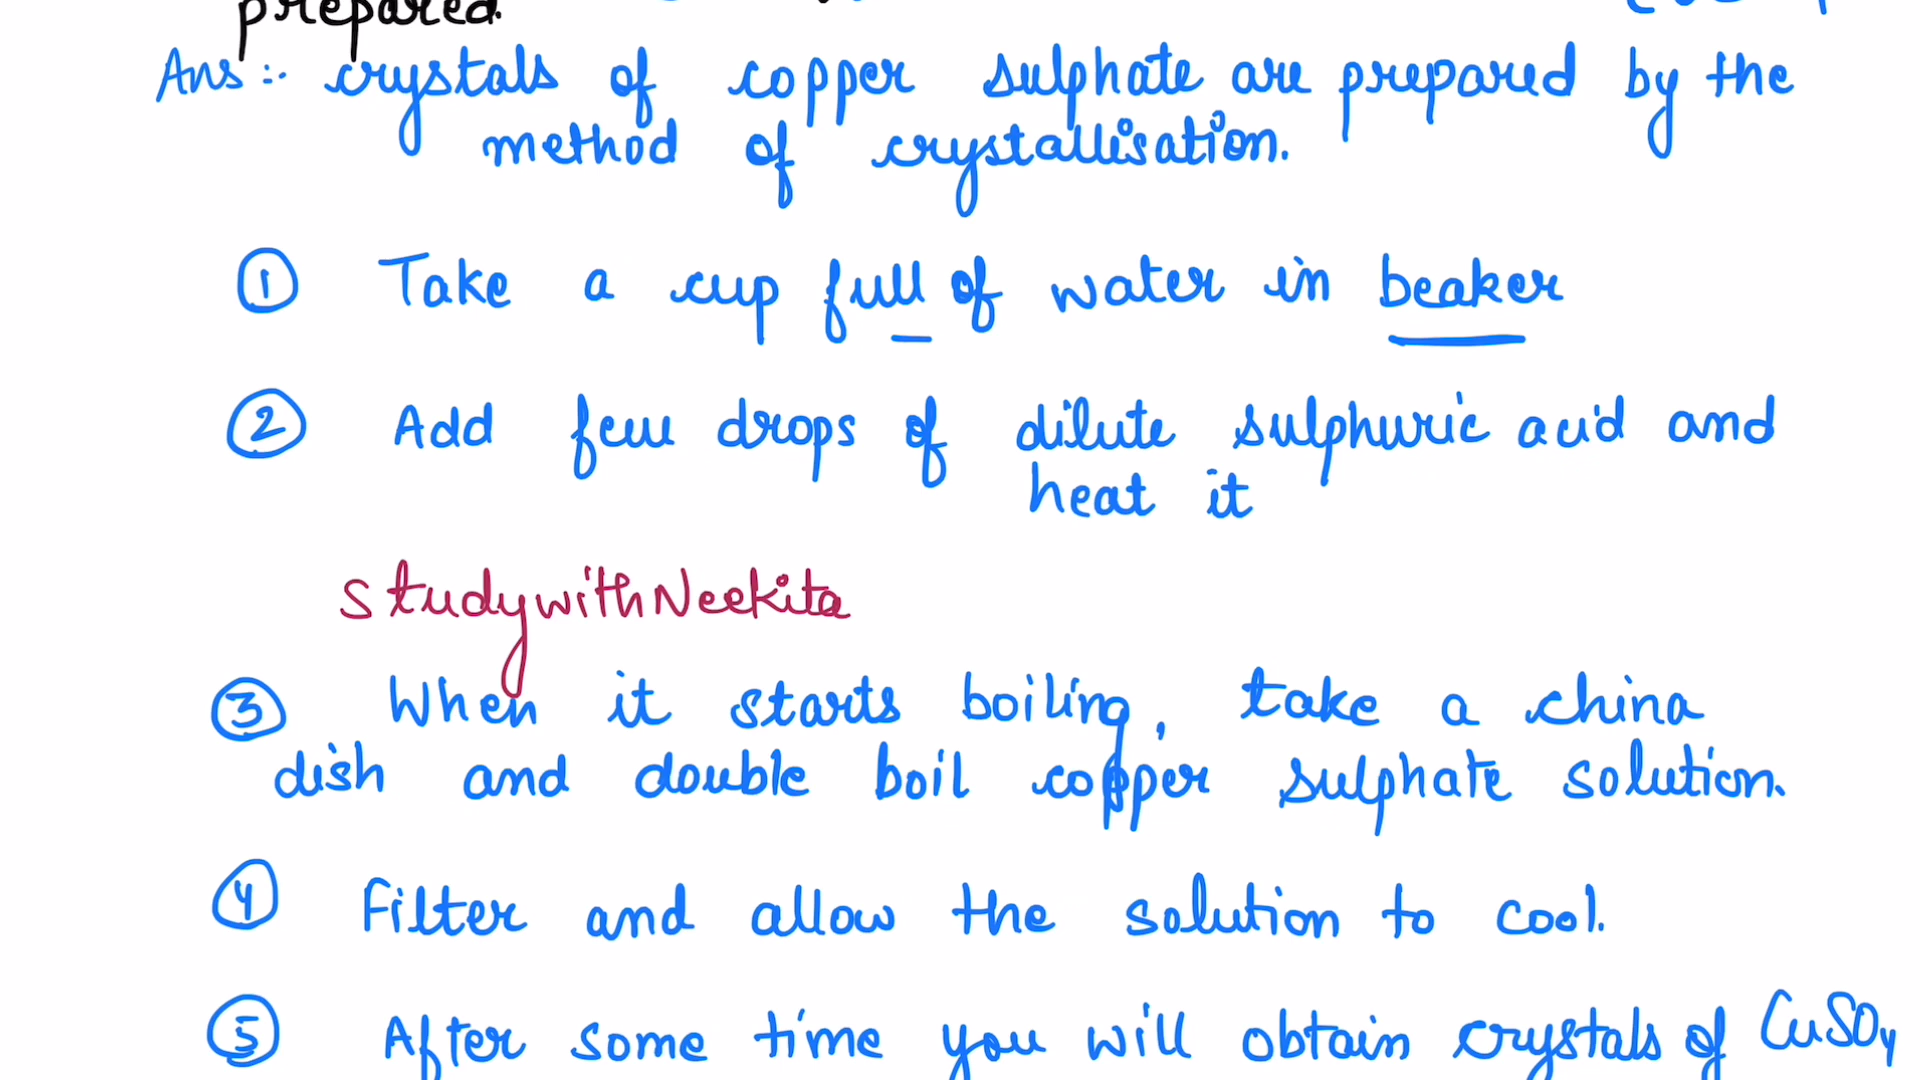 prepared.
Ans :- crystals of copper sulphate are prepared by the
method of crystallisation.
1 Take a cup full of water in beaker
2 Add few drops of dilute sulphuric acid and
heat it
studywithNeekita
3 When it starts boiling, take a china
dish and double boil copper sulphate solution.
4 Filter and allow the solution to cool.
5 After some time you will obtain crystals of CuSO4